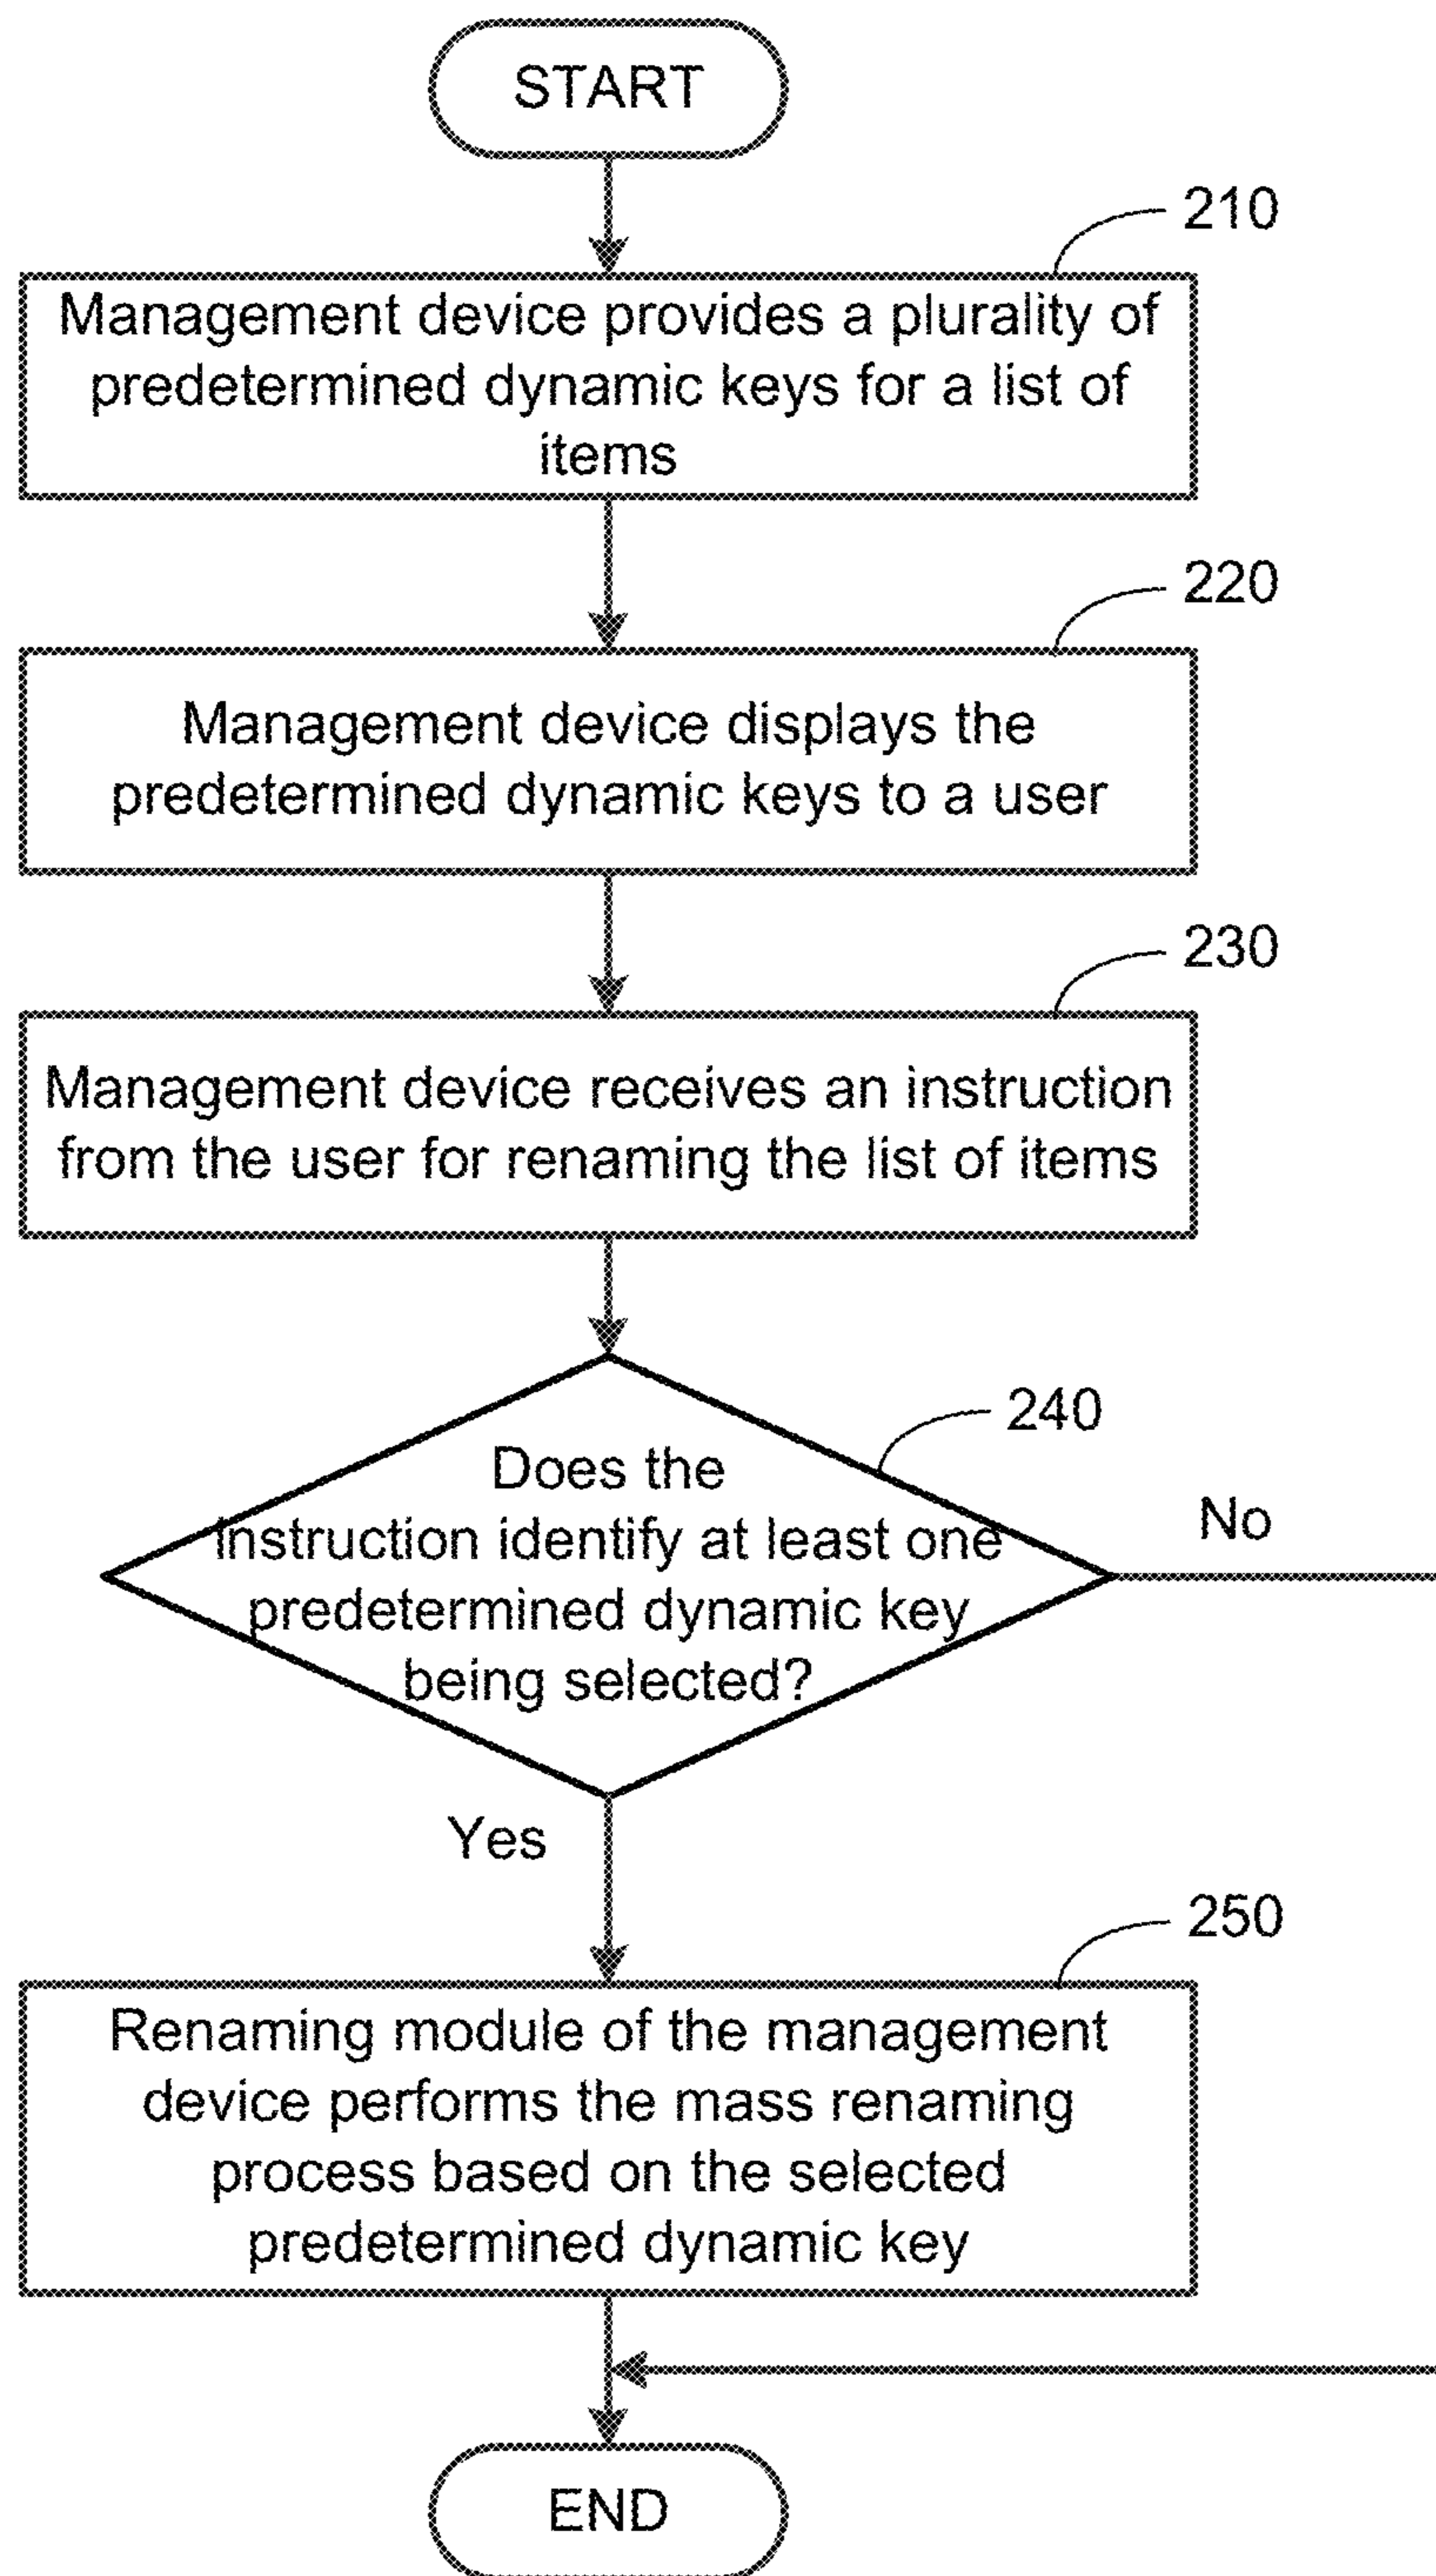 START
210
Management device provides a plurality of
predetermined dynamic keys for a list of
items
220
Management device displays the
predetermined dynamic keys to a user
230
Management device receives an instruction
from the user for renaming the list of items
240
Does the
instruction identify at least one
predetermined dynamic key
being selected?
No
Yes
250
Renaming module of the management
device performs the mass renaming
process based on the selected
predetermined dynamic key
END